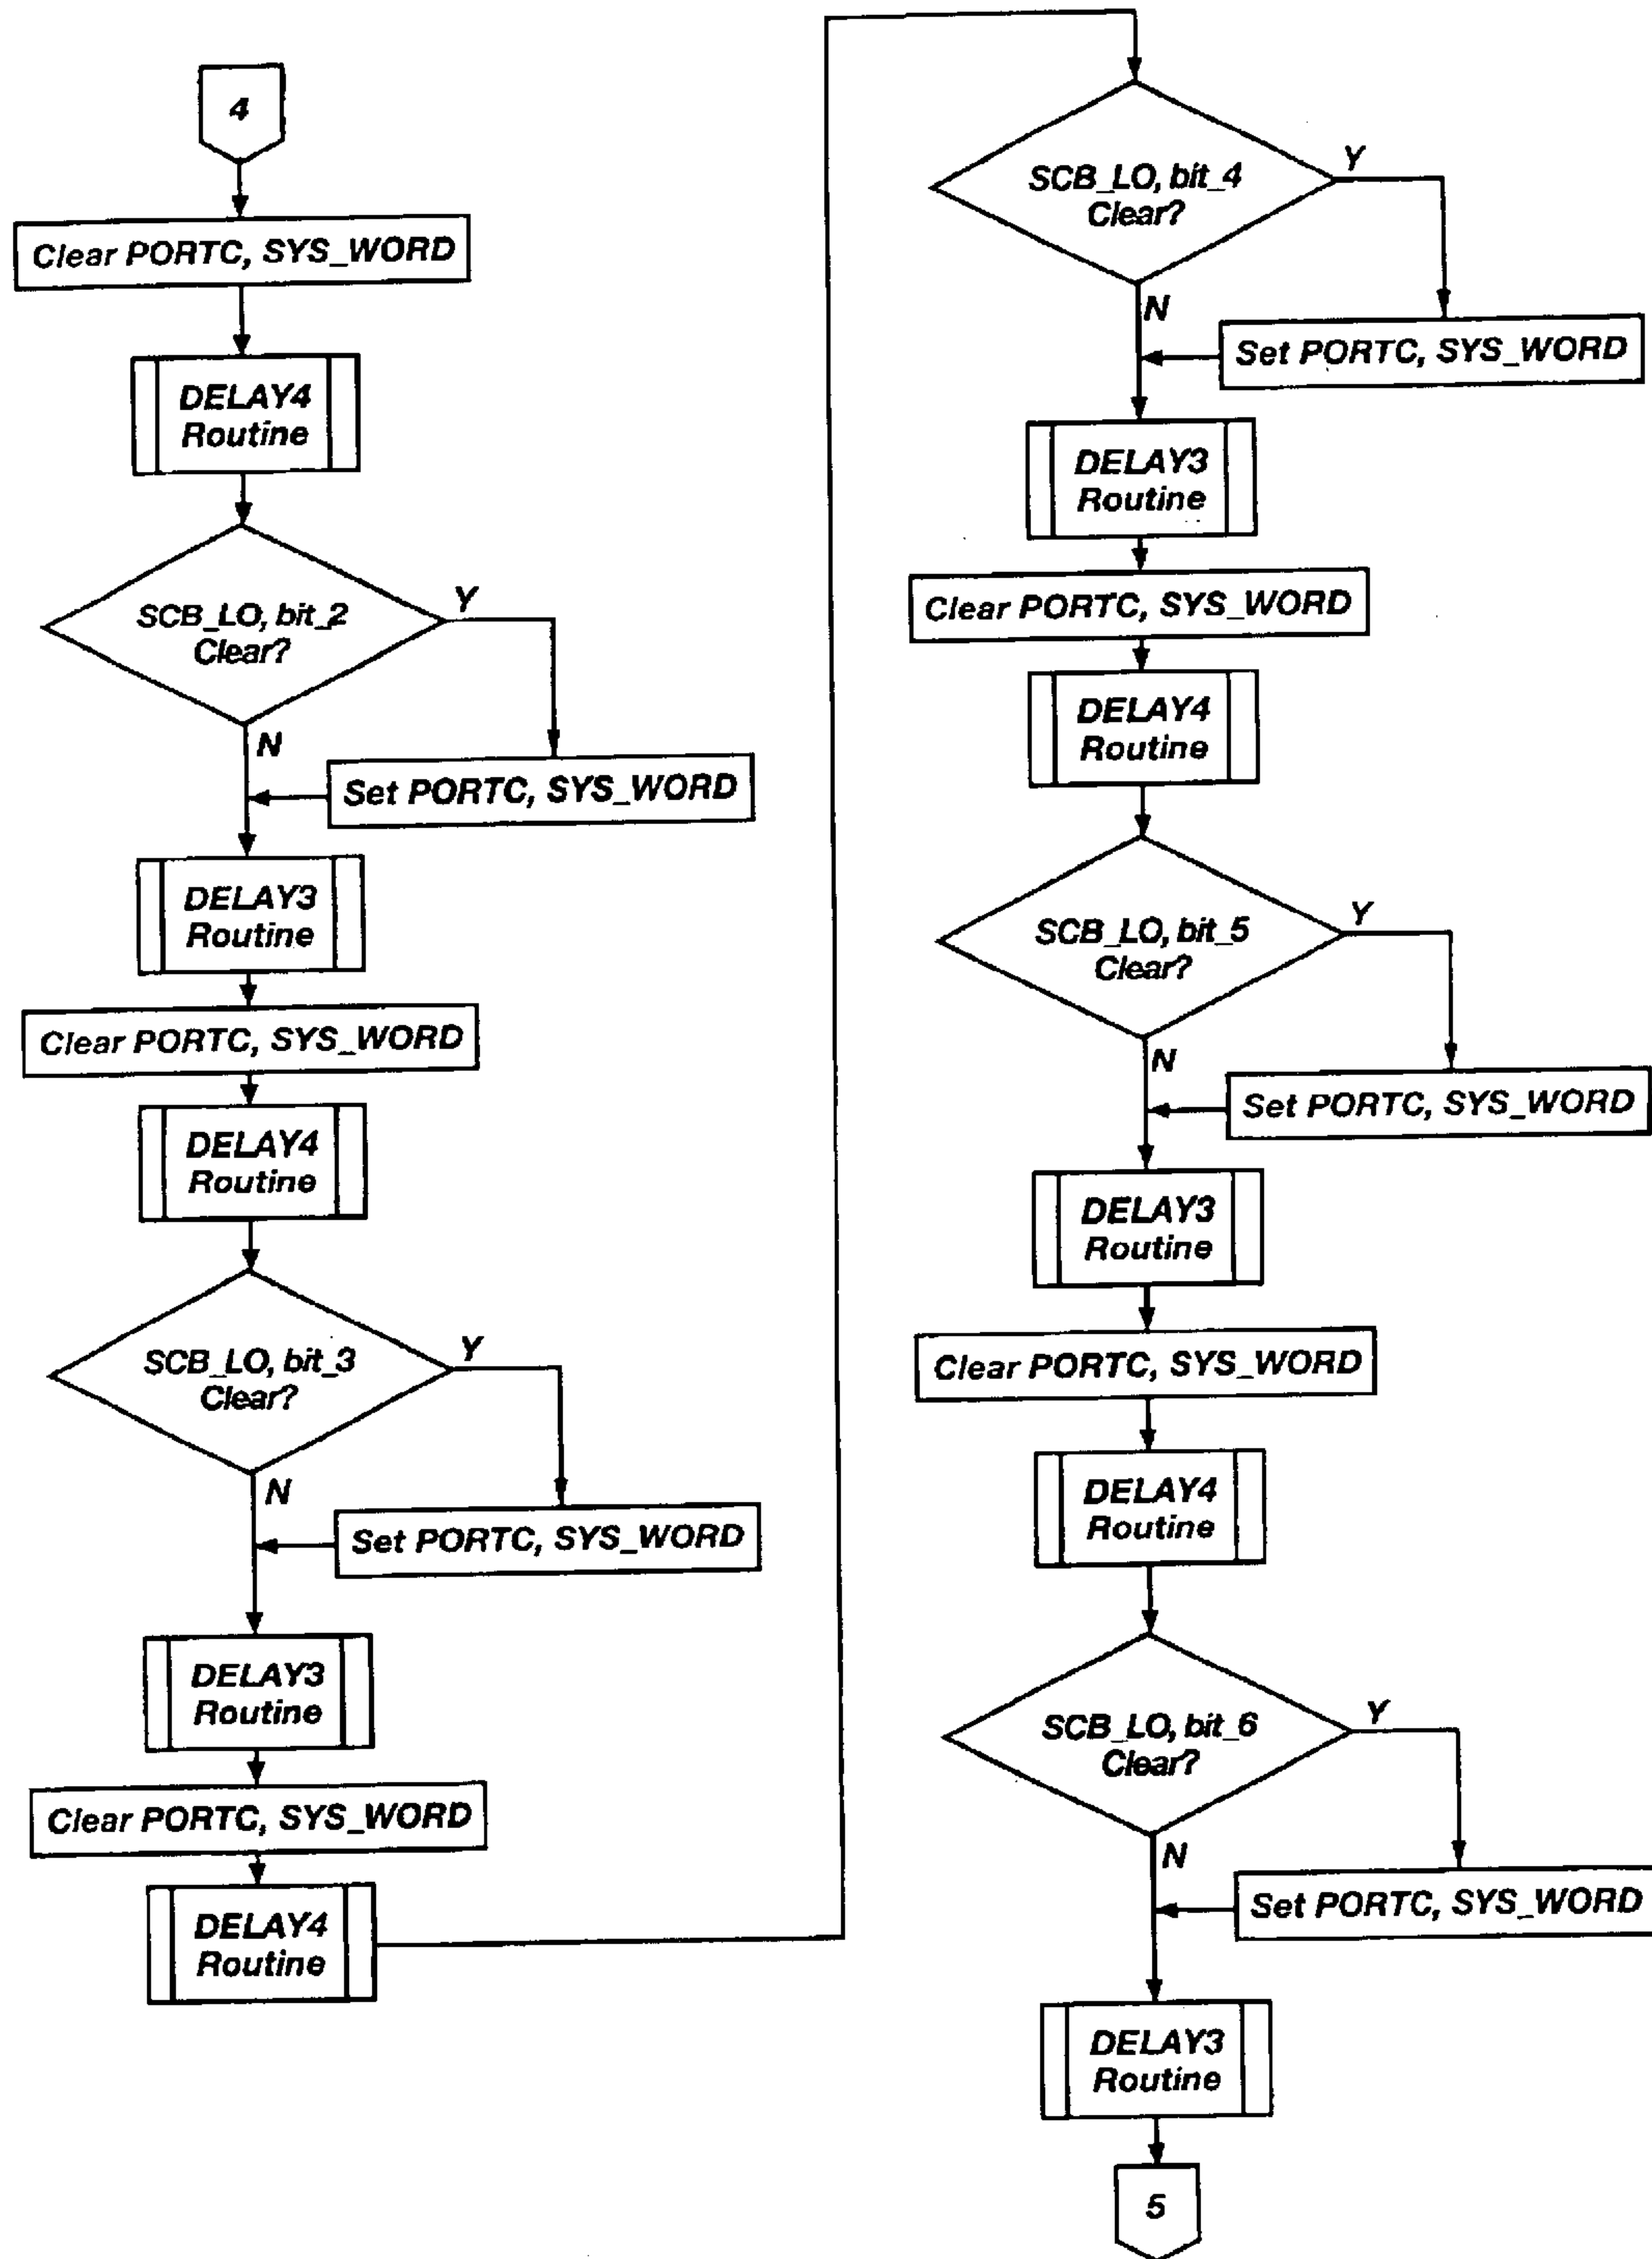 4
Clear PORTC, SYS_WORD
DELAY4
Routine
SCB_LO, bit_2
Clear?
Y
N
Set PORTC, SYS_WORD
DELAY3
Routine
Clear PORTC, SYS_WORD
DELAY4
Routine
SCB_LO, bit_3
Clear?
Y
N
Set PORTC, SYS_WORD
DELAY3
Routine
Clear PORTC, SYS_WORD
DELAY4
Routine
SCB_LO, bit_4
Clear?
Y
N
Set PORTC, SYS_WORD
DELAY3
Routine
Clear PORTC, SYS_WORD
DELAY4
Routine
SCB_LO, bit_5
Clear?
Y
N
Set PORTC, SYS_WORD
DELAY3
Routine
Clear PORTC, SYS_WORD
DELAY4
Routine
SCB_LO, bit_6
Clear?
Y
N
Set PORTC, SYS_WORD
DELAY3
Routine
5